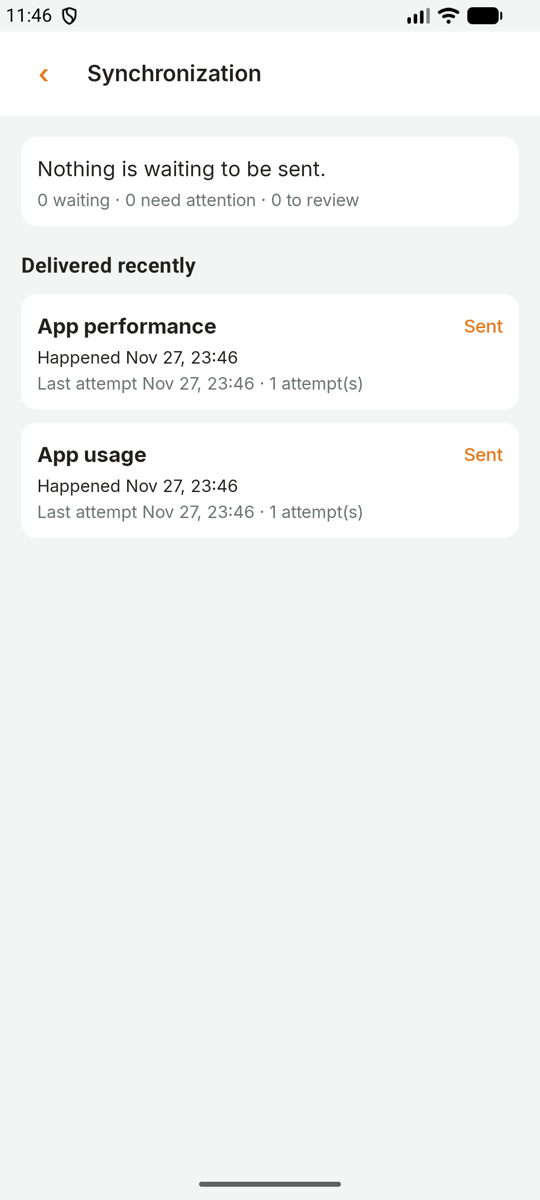 11:46
Synchronization
Nothing is waiting to be sent.
0 waiting · 0 need attention · 0 to review
Delivered recently
App performance
Sent
Happened Nov 27, 23:46
Last attempt Nov 27, 23:46 · 1 attempt(s)
App usage
Sent
Happened Nov 27, 23:46
Last attempt Nov 27, 23:46 · 1 attempt(s)